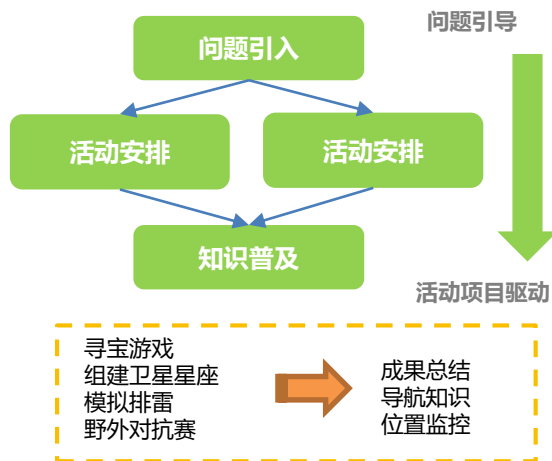 问题引导
问题引入
活动安排
活动安排
知识普及
活动项目驱动
寻宝游戏
组建卫星星座
模拟排雷
野外对抗赛
成果总结
导航知识
位置监控